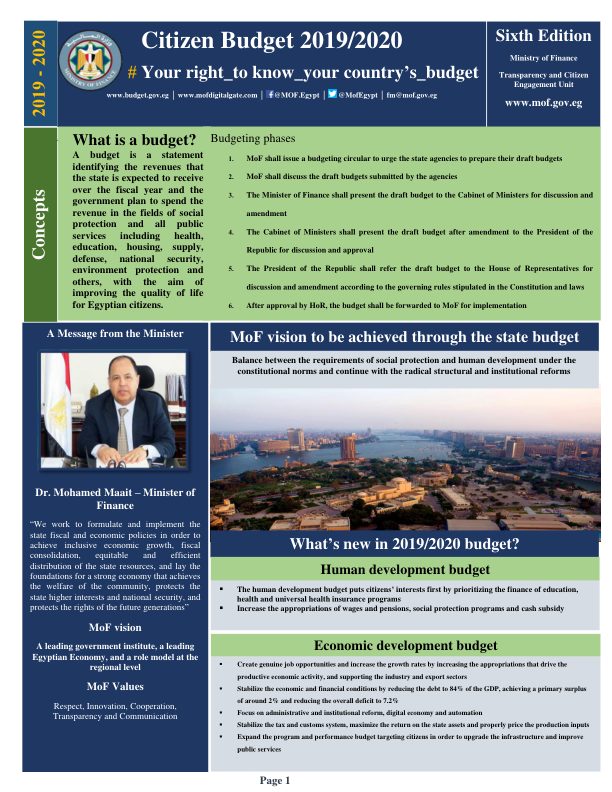 2019 - 2020
MINISTRY OF FINANCE
Citizen Budget 2019/2020
# Your right_to know_your country's_budget
www.budget.gov.eg | www.mofdigitalgate.com | @MOF.Egypt | @MofEgypt | fm@mof.gov.eg
Sixth Edition
Ministry of Finance
Transparency and Citizen
Engagement Unit
www.mof.gov.eg
Concepts
What is a budget?
A budget is a statement
identifying the revenues that
the state is expected to receive
over the fiscal year and the
government plan to spend the
revenue in the fields of social
protection and all public
services including health,
education, housing, supply,
defense, national security,
environment protection and
others, with the aim of
improving the quality of life
for Egyptian citizens.
Budgeting phases
1. MoF shall issue a budgeting circular to urge the state agencies to prepare their draft budgets
2. MoF shall discuss the draft budgets submitted by the agencies
3. The Minister of Finance shall present the draft budget to the Cabinet of Ministers for discussion and
amendment
4. The Cabinet of Ministers shall present the draft budget after amendment to the President of the
Republic for discussion and approval
5. The President of the Republic shall refer the draft budget to the House of Representatives for
discussion and amendment according to the governing rules stipulated in the Constitution and laws
6. After approval by HoR, the budget shall be forwarded to MoF for implementation
A Message from the Minister
Dr. Mohamed Maait – Minister of
Finance
"We work to formulate and implement the
state fiscal and economic policies in order to
achieve inclusive economic growth, fiscal
consolidation, equitable and efficient
distribution of the state resources, and lay the
foundations for a strong economy that achieves
the welfare of the community, protects the
state higher interests and national security, and
protects the rights of the future generations"
MoF vision
A leading government institute, a leading
Egyptian Economy, and a role model at the
regional level
MoF Values
Respect, Innovation, Cooperation,
Transparency and Communication
MoF vision to be achieved through the state budget
Balance between the requirements of social protection and human development under the
constitutional norms and continue with the radical structural and institutional reforms
What's new in 2019/2020 budget?
Human development budget
▪ The human development budget puts citizens' interests first by prioritizing the finance of education,
health and universal health insurance programs
▪ Increase the appropriations of wages and pensions, social protection programs and cash subsidy
Economic development budget
▪ Create genuine job opportunities and increase the growth rates by increasing the appropriations that drive the
productive economic activity, and supporting the industry and export sectors
▪ Stabilize the economic and financial conditions by reducing the debt to 84% of the GDP, achieving a primary surplus
of around 2% and reducing the overall deficit to 7.2%
▪ Focus on administrative and institutional reform, digital economy and automation
▪ Stabilize the tax and customs system, maximize the return on the state assets and properly price the production inputs
▪ Expand the program and performance budget targeting citizens in order to upgrade the infrastructure and improve
public services
Page 1